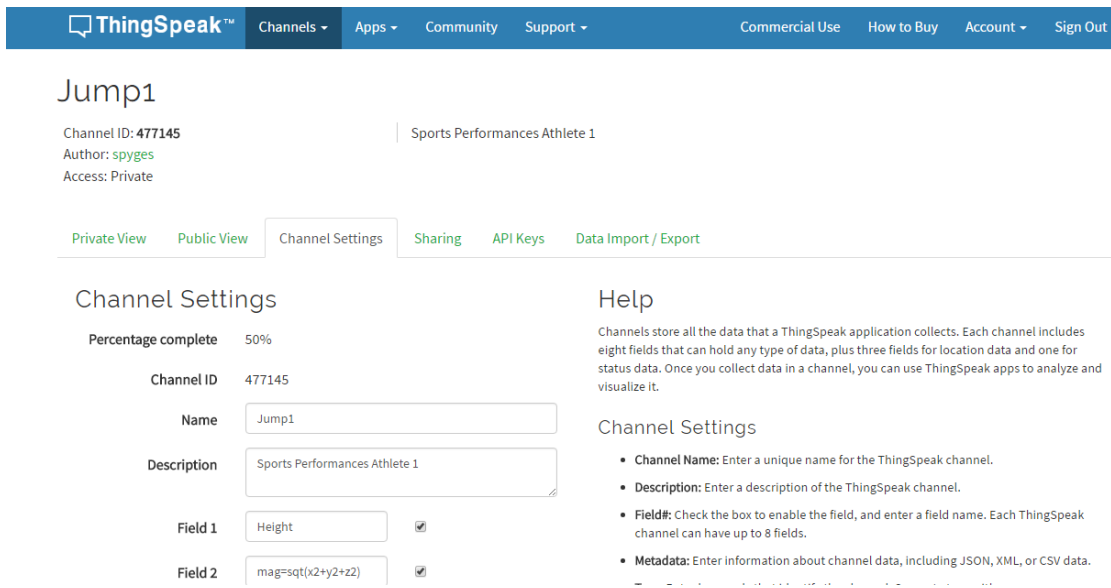 ThingSpeak™ Channels Apps Community Support Commercial Use How to Buy Account Sign Out
Jump1
Channel ID: 477145
Author: spyges
Access: Private
Sports Performances Athlete 1
Private View Public View Channel Settings Sharing API Keys Data Import / Export
Channel Settings
Percentage complete 50%
Channel ID 477145
Name Jump1
Description Sports Performances Athlete 1
Field 1 Height
Field 2 mag=sqt(x2+y2+z2)
Help
Channels store all the data that a ThingSpeak application collects. Each channel includes
eight fields that can hold any type of data, plus three fields for location data and one for
status data. Once you collect data in a channel, you can use ThingSpeak apps to analyze and
visualize it.
Channel Settings
• Channel Name: Enter a unique name for the ThingSpeak channel.
• Description: Enter a description of the ThingSpeak channel.
• Field#: Check the box to enable the field, and enter a field name. Each ThingSpeak
channel can have up to 8 fields.
• Metadata: Enter information about channel data, including JSON, XML, or CSV data.